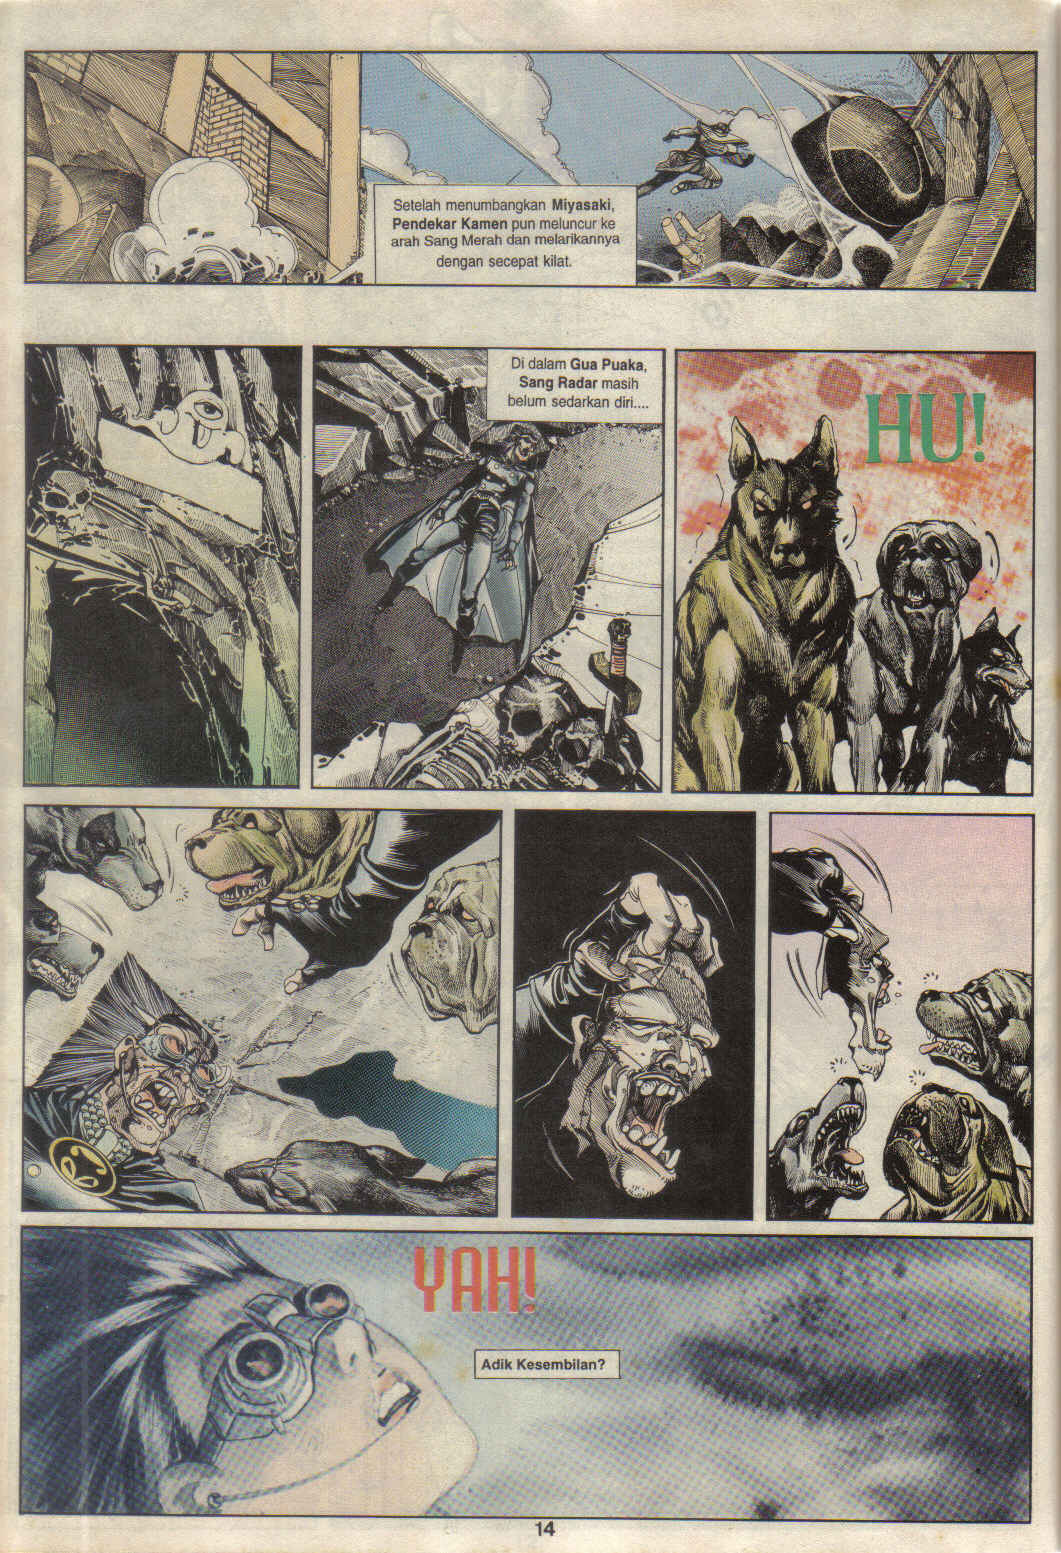 Setelah menumbangkan Miyasaki,
Pendekar Kamen pun meluncur ke
arah Sang Merah dan melarikannya
dengan secepat kilat.
Di dalam Gua Puaka,
Sang Radar masih
belum sedarkan diri....
HU!
YAH!
Adik Kesembilan?
14